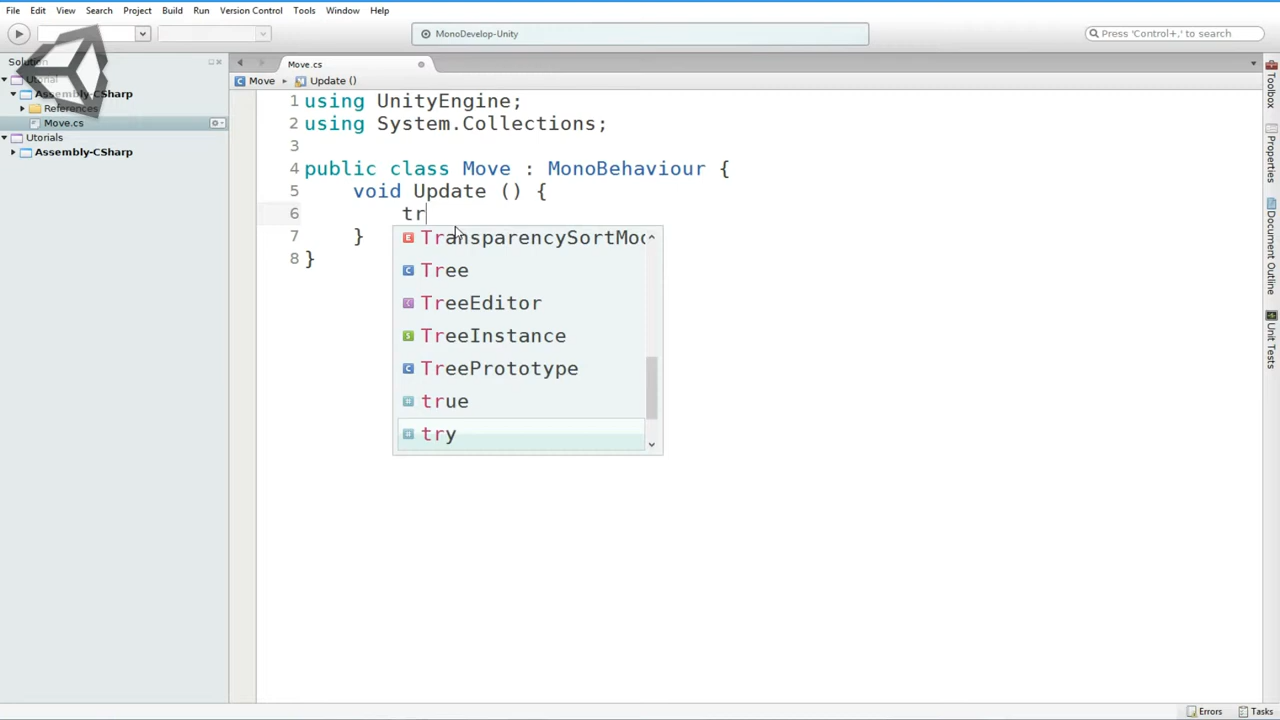 File Edit View Search Project Build Run Version Control Tools Window Help
MonoDevelop-Unity
Press 'Control+,' to search
Solution
Move.cs
Move Update ()
Utorial
Assembly-CSharp
References
Move.cs
Utorials
Assembly-CSharp
1 using UnityEngine;
2 using System.Collections;
3
4 public class Move : MonoBehaviour {
5 void Update () {
6 tr
7 }
8 }
TransparencySortMod
Tree
TreeEditor
TreeInstance
TreePrototype
true
try
Toolbox
Properties
Document Outline
Unit Tests
Errors Tasks